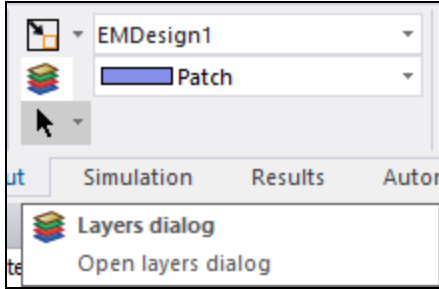 EMDesign1
Patch
ut Simulation Results Autor
Layers dialog
te Open layers dialog